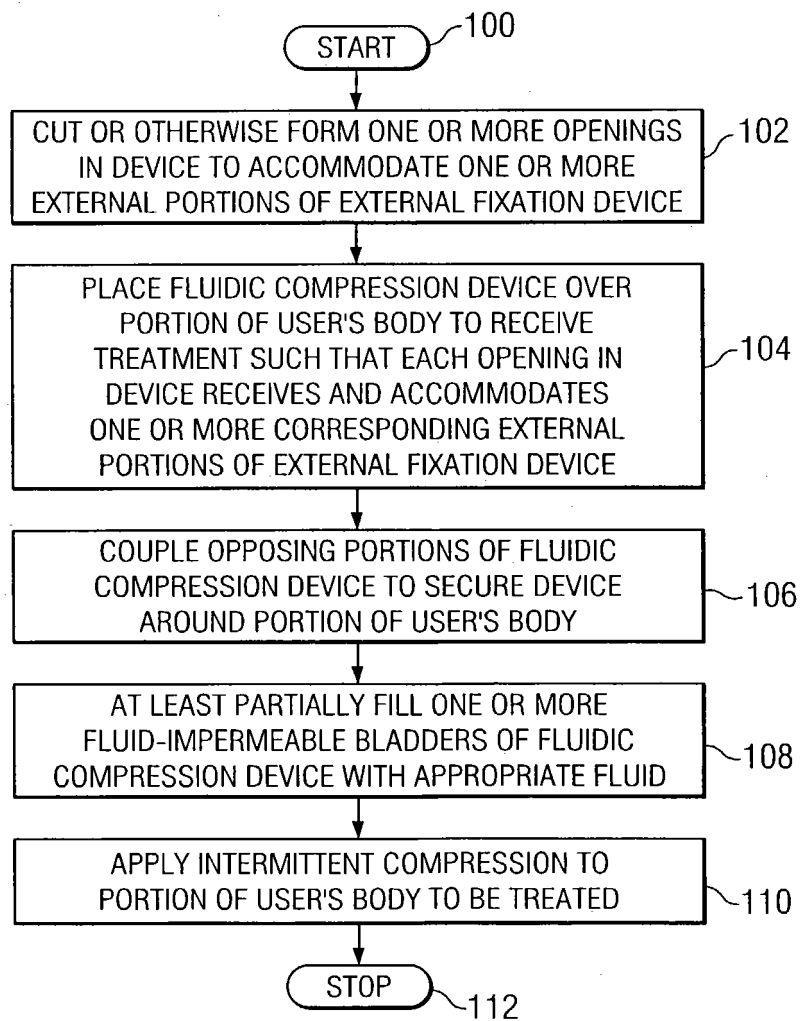 START
100
CUT OR OTHERWISE FORM ONE OR MORE OPENINGS
IN DEVICE TO ACCOMMODATE ONE OR MORE
EXTERNAL PORTIONS OF EXTERNAL FIXATION DEVICE
102
PLACE FLUIDIC COMPRESSION DEVICE OVER
PORTION OF USER'S BODY TO RECEIVE
TREATMENT SUCH THAT EACH OPENING IN
DEVICE RECEIVES AND ACCOMMODATES
ONE OR MORE CORRESPONDING EXTERNAL
PORTIONS OF EXTERNAL FIXATION DEVICE
104
COUPLE OPPOSING PORTIONS OF FLUIDIC
COMPRESSION DEVICE TO SECURE DEVICE
AROUND PORTION OF USER'S BODY
106
AT LEAST PARTIALLY FILL ONE OR MORE
FLUID-IMPERMEABLE BLADDERS OF FLUIDIC
COMPRESSION DEVICE WITH APPROPRIATE FLUID
108
APPLY INTERMITTENT COMPRESSION TO
PORTION OF USER'S BODY TO BE TREATED
110
STOP
112